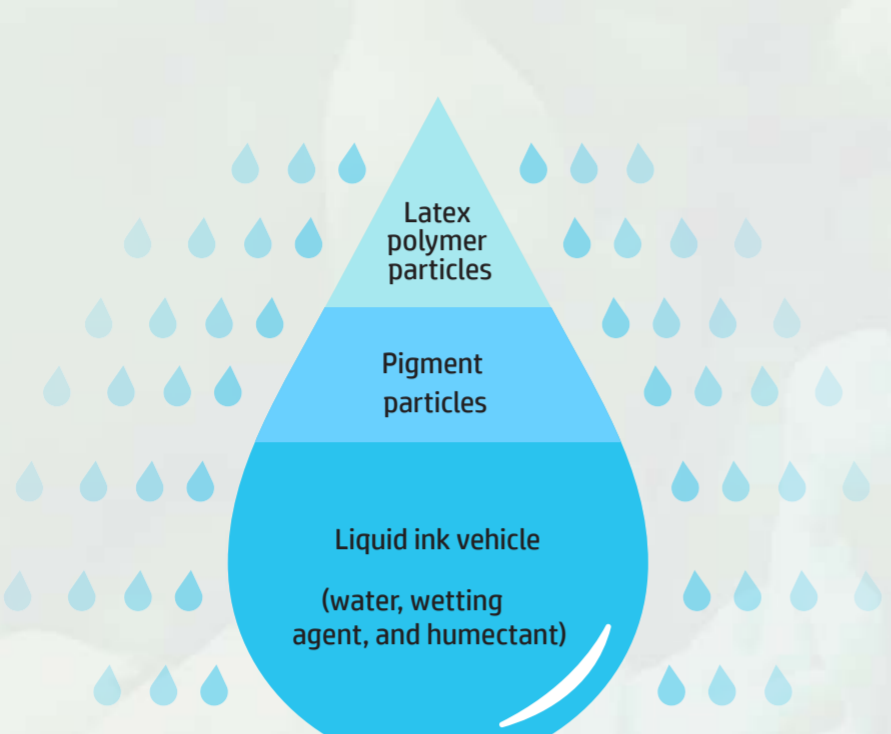 Latex
polymer
particles
Pigment
particles
Liquid ink vehicle
(water, wetting
agent, and humectant)